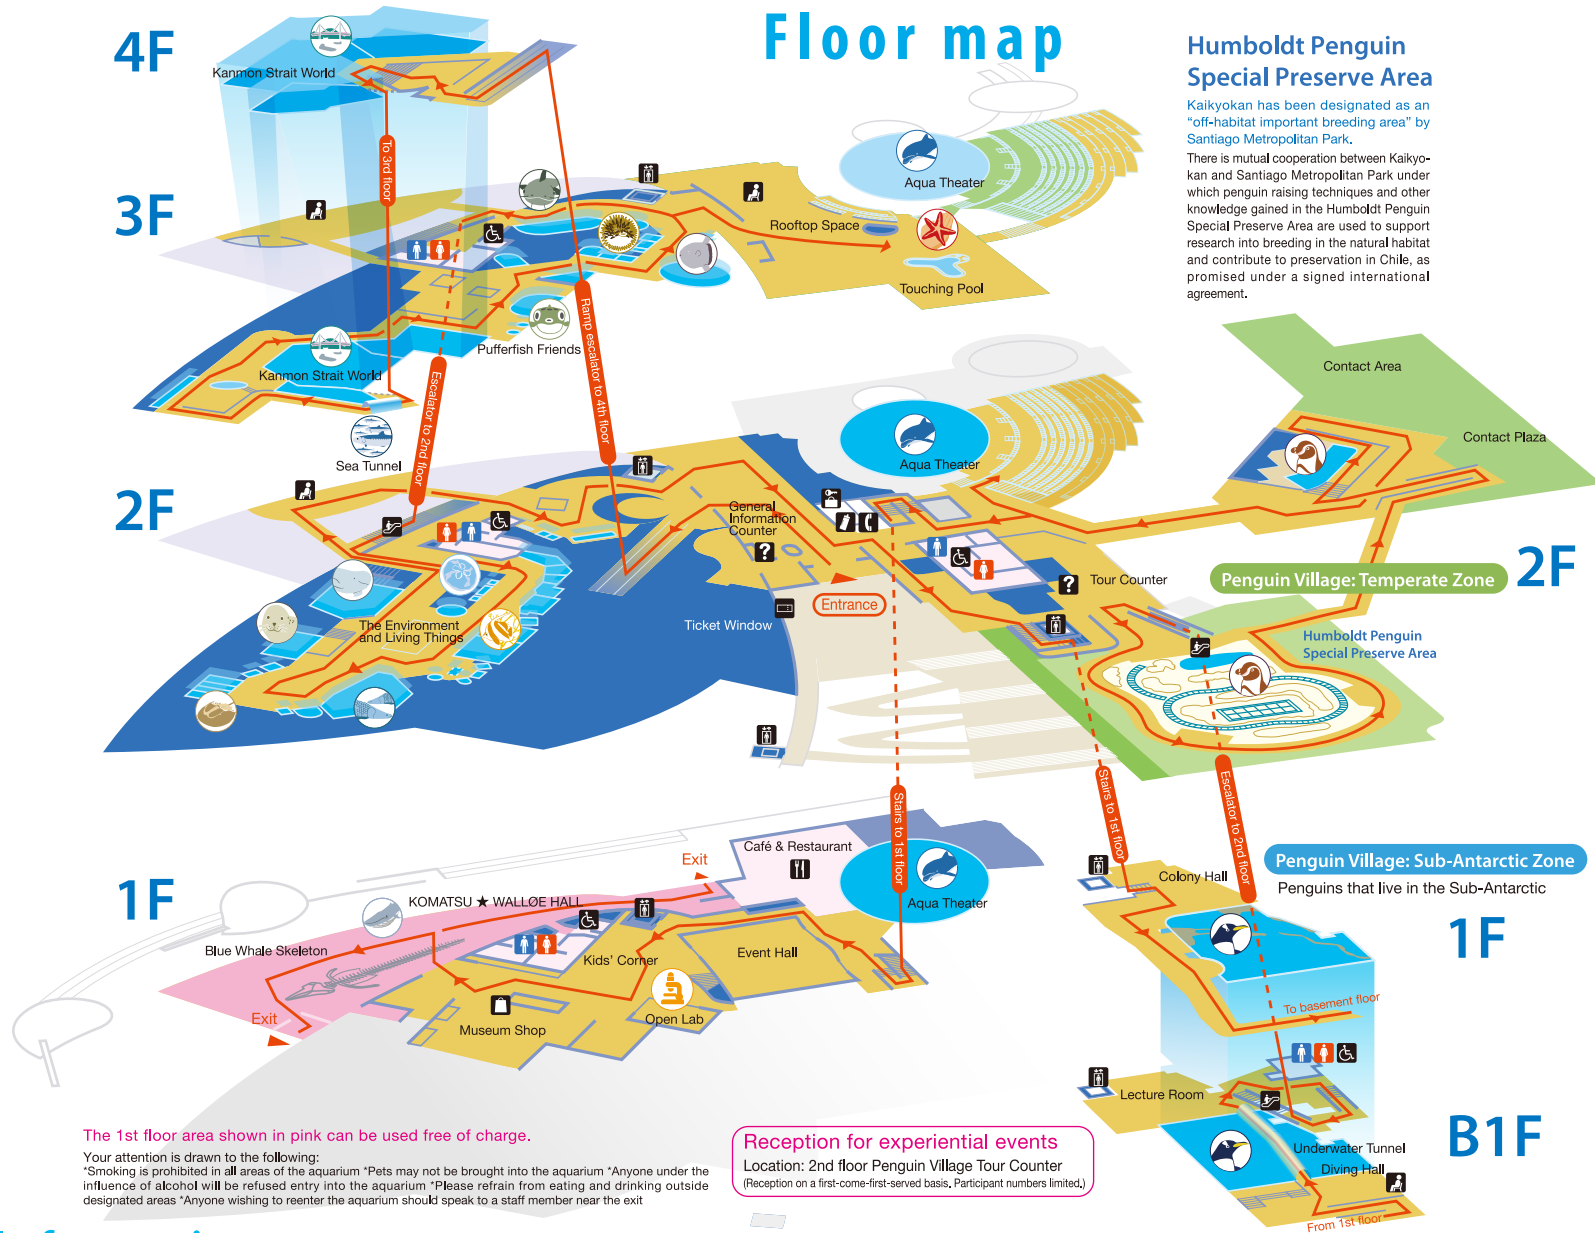 Floor map
4F
Kanmon Strait World
To 3rd floor
Humboldt Penguin
Special Preserve Area
Kaikyokan has been designated as an
“off-habitat important breeding area” by
Santiago Metropolitan Park.
There is mutual cooperation between Kaikyo-
kan and Santiago Metropolitan Park under
which penguin raising techniques and other
knowledge gained in the Humboldt Penguin
Special Preserve Area are used to support
research into breeding in the natural habitat
and contribute to preservation in Chile, as
promised under a signed international
agreement.
3F
Aqua Theater
Rooftop Space
Touching Pool
Pufferfish Friends
Kanmon Strait World
Sea Tunnel
Escalator to 2nd floor
Ramp escalator to 4th floor
2F
Aqua Theater
General
Information
Counter
?
Entrance
Ticket Window
The Environment
and Living Things
?
Tour Counter
Contact Area
Contact Plaza
Penguin Village: Temperate Zone
2F
Humboldt Penguin
Special Preserve Area
Stairs to 1st floor
Stairs to 1st floor
Escalator to 2nd floor
1F
Exit
Café & Restaurant
Aqua Theater
KOMATSU ★ WALLØE HALL
Blue Whale Skeleton
Kids’ Corner
Event Hall
Open Lab
Museum Shop
Exit
Penguin Village: Sub-Antarctic Zone
Penguins that live in the Sub-Antarctic
Colony Hall
1F
To basement floor
Lecture Room
B1F
Underwater Tunnel
Diving Hall
From 1st floor
The 1st floor area shown in pink can be used free of charge.
Your attention is drawn to the following:
*Smoking is prohibited in all areas of the aquarium *Pets may not be brought into the aquarium *Anyone under the
influence of alcohol will be refused entry into the aquarium *Please refrain from eating and drinking outside
designated areas *Anyone wishing to reenter the aquarium should speak to a staff member near the exit
Reception for experiential events
Location: 2nd floor Penguin Village Tour Counter
(Reception on a first-come-first-served basis. Participant numbers limited.)